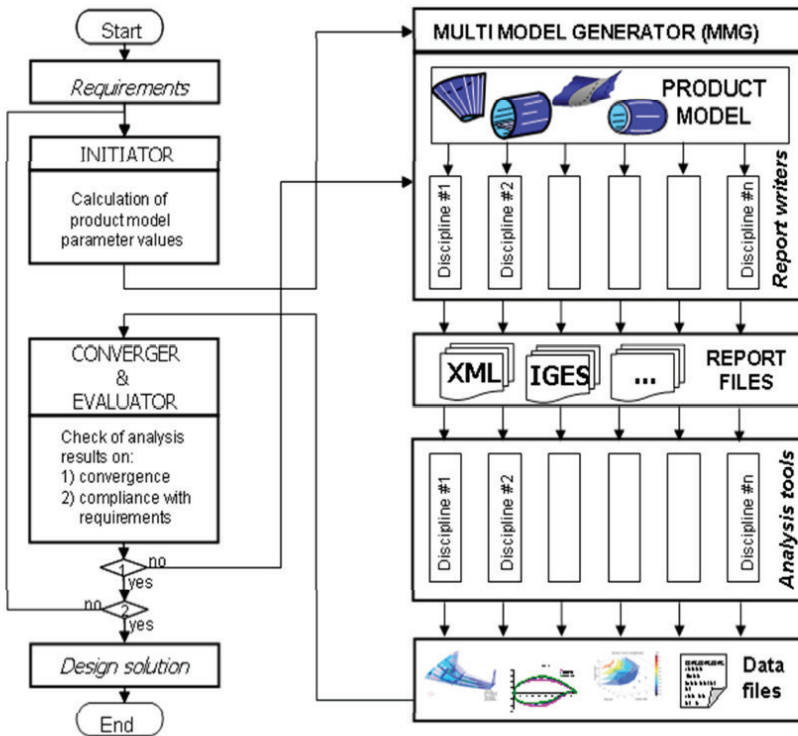 Start
Requirements
INITIATOR
Calculation of
product model
parameter values
CONVERGER
&
EVALUATOR
Check of analysis
results on:
1) convergence
2) compliance with
requirements
1
no
yes
no
2
yes
Design solution
End
MULTI MODEL GENERATOR (MMG)
PRODUCT
MODEL
Discipline #1
Discipline #2
Discipline #n
Report writers
XML
IGES
...
REPORT
FILES
Discipline #1
Discipline #2
Discipline #n
Analysis tools
Data
files